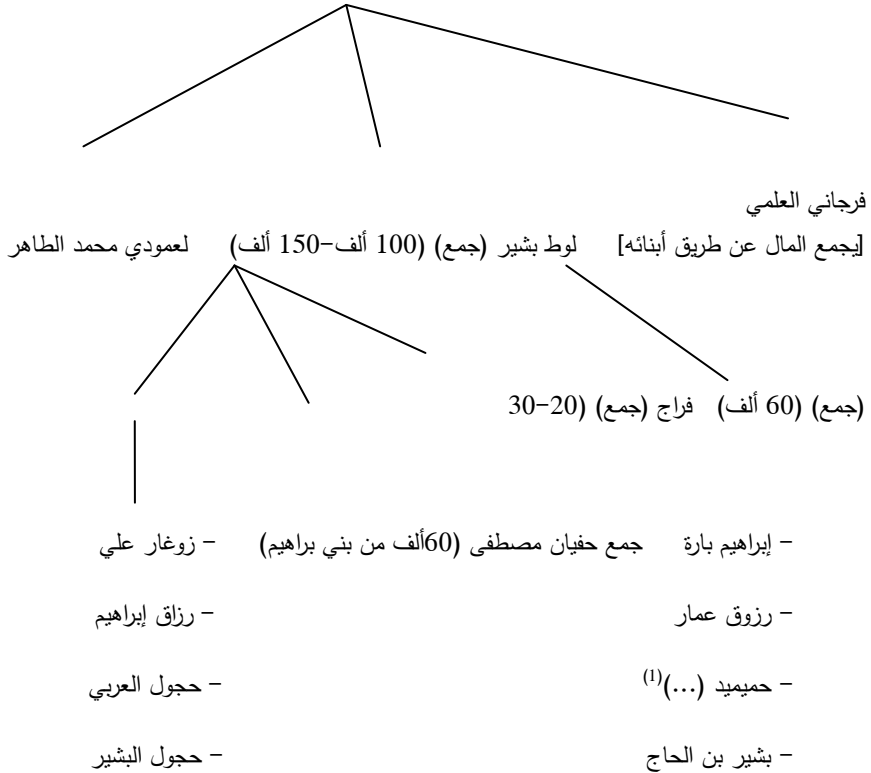 فرجاني العلمي
[يجمع المال عن طريق أبنائه] لوط بشير (جمع) (100 ألف-150 ألف) لعمودي محمد الطاهر
(جمع) (60 ألف) فراج (جمع) (20-30
- إبراهيم بارة جمع حفيان مصطفى (60ألف من بني براهيم) - زوغار علي
- رزوق عمار - رزاق إبراهيم
- حميميد (...)(1) - حجول العربي
- بشير بن الحاج - حجول البشير